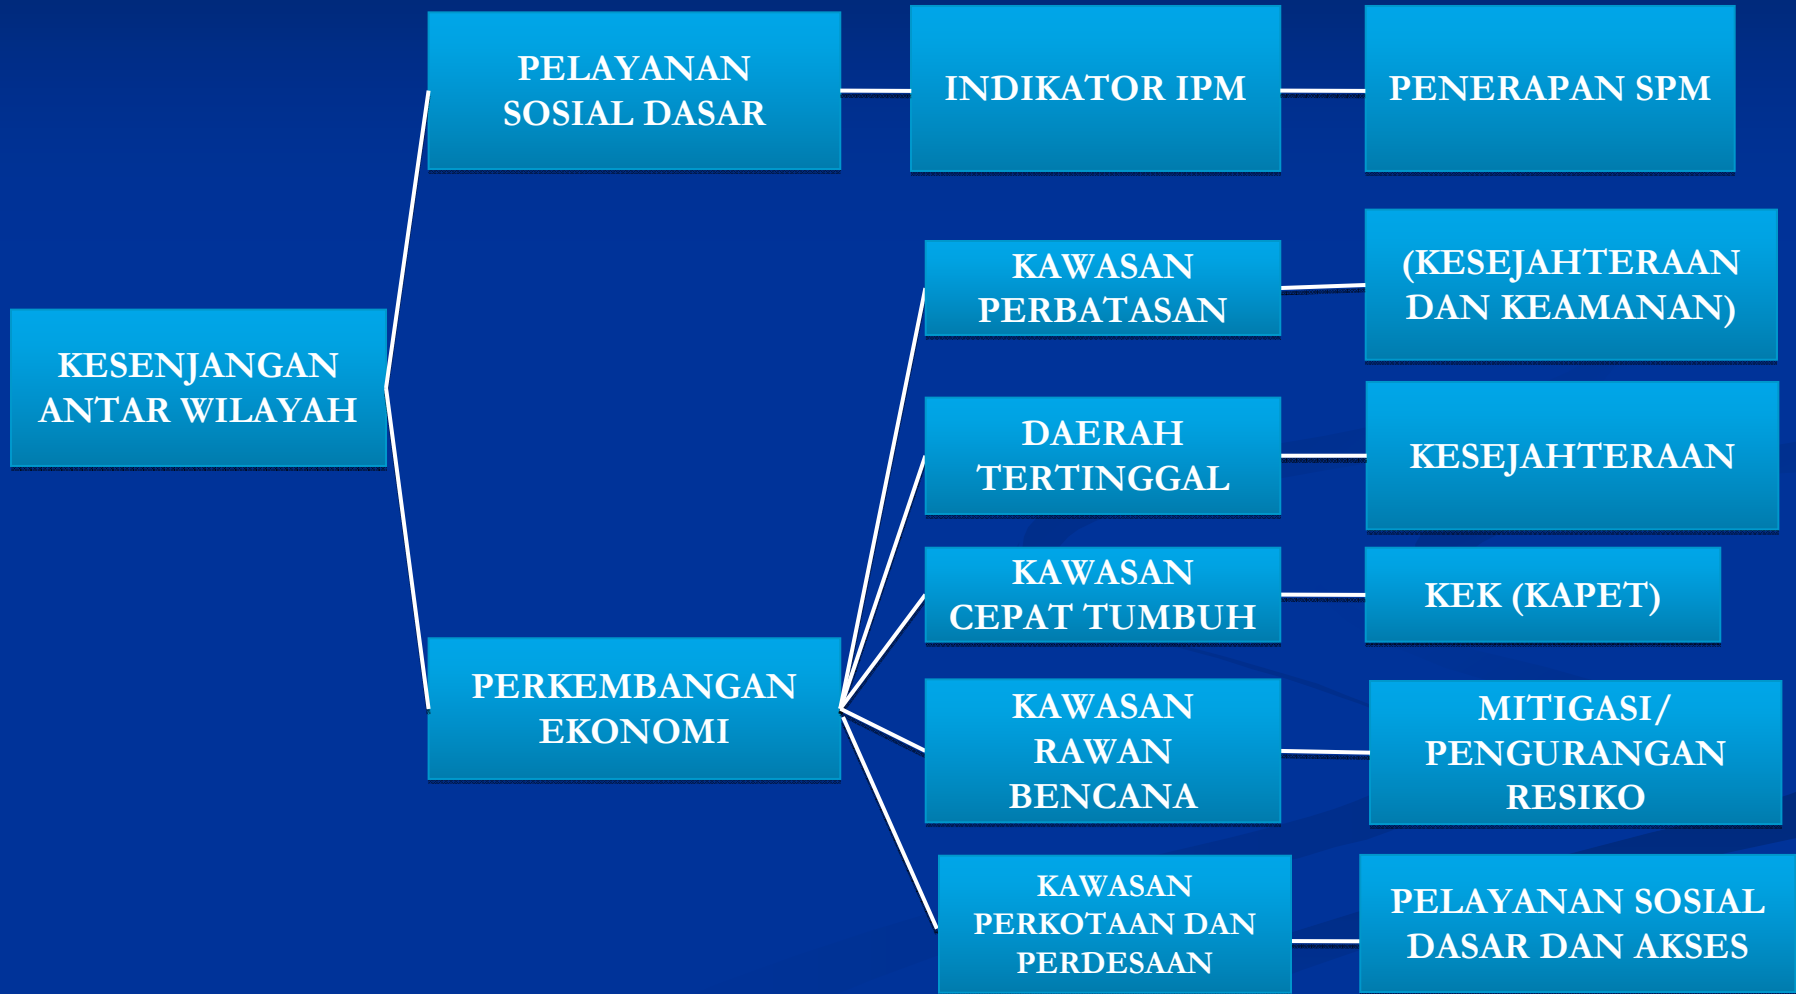 PELAYANAN
SOSIAL DASAR
INDIKATOR IPM
PENERAPAN SPM
KESENJANGAN
ANTAR WILAYAH
KAWASAN
PERBATASAN
(KESEJAHTERAAN
DAN KEAMANAN)
DAERAH
TERTINGGAL
KESEJAHTERAAN
KAWASAN
CEPAT TUMBUH
KEK (KAPET)
PERKEMBANGAN
EKONOMI
KAWASAN
RAWAN
BENCANA
MITIGASI/
PENGURANGAN
RESIKO
KAWASAN
PERKOTAAN DAN
PERDESAAN
PELAYANAN SOSIAL
DASAR DAN AKSES